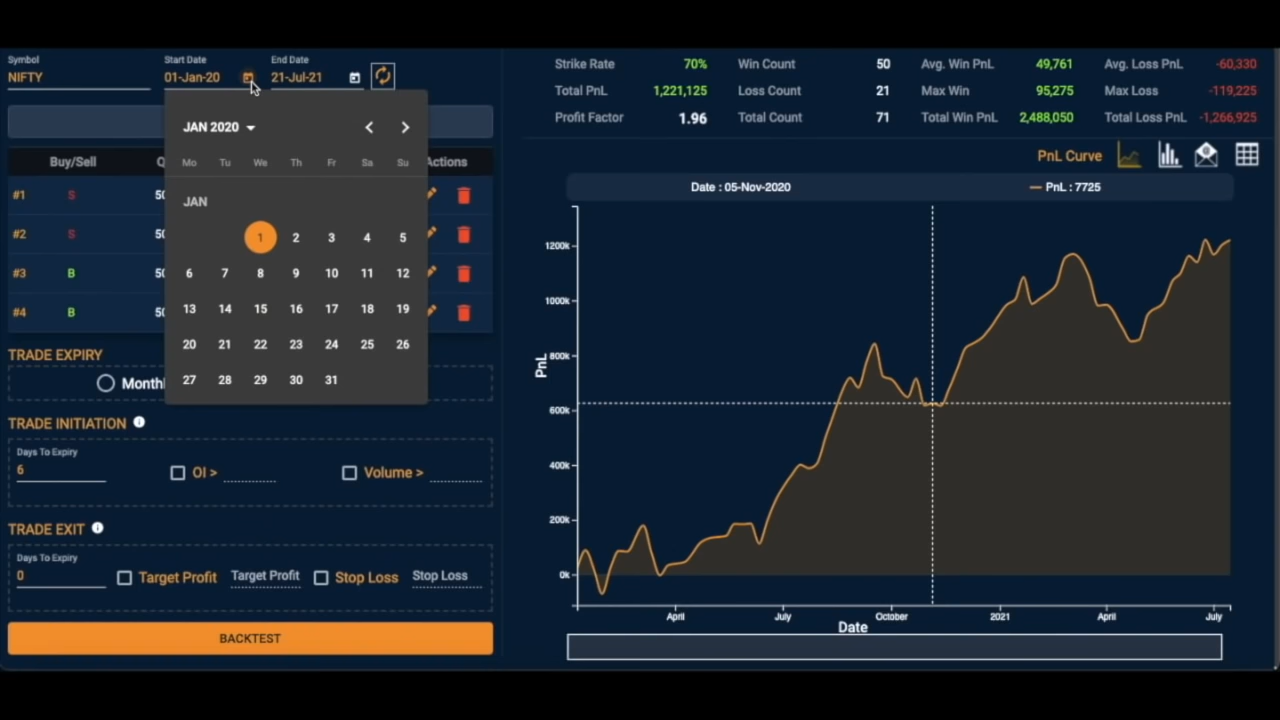 Symbol Start Date End Date
NIFTY 01-Jan-20 21-Jul-21
JAN 2020
Mo Tu We Th Fr Sa Su
JAN
1 2 3 4 5
6 7 8 9 10 11 12
13 14 15 16 17 18 19
20 21 22 23 24 25 26
27 28 29 30 31
Buy/Sell Actions
#1 S
#2 S
#3 B
#4 B
TRADE EXPIRY
TRADE INITIATION
Days To Expiry
6 OI > Volume >
TRADE EXIT
Days To Expiry
0 Target Profit Target Profit Stop Loss Stop Loss
BACKTEST
Strike Rate 70% Win Count 50 Avg. Win PnL 49,761 Avg. Loss PnL -60,330
Total PnL 1,221,125 Loss Count 21 Max Win 95,275 Max Loss -119,225
Profit Factor 1.96 Total Count 71 Total Win PnL 2,488,050 Total Loss PnL -1,266,925
PnL Curve
Date : 05-Nov-2020 PnL : 7725
1200k
1000k
800k
600k
400k
200k
0k
PnL
April July October 2021 April July
Date